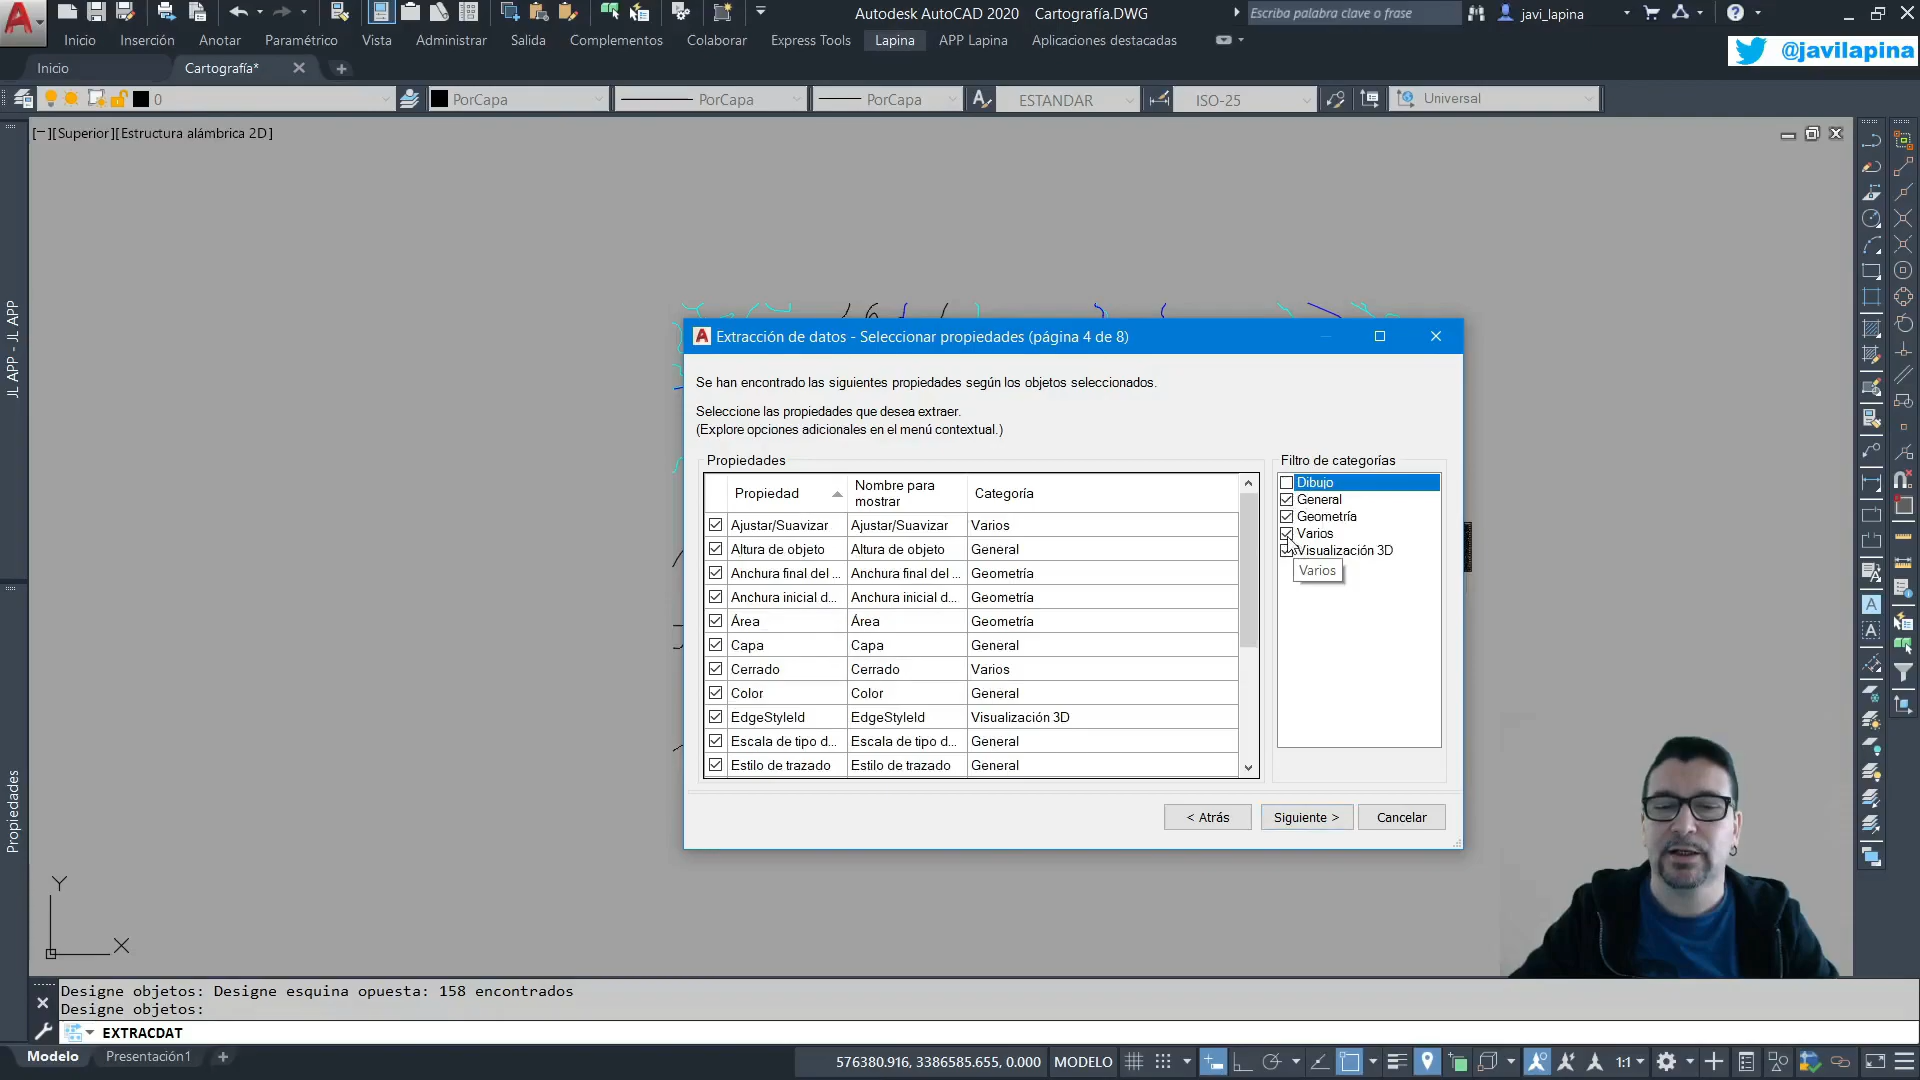 Autodesk AutoCAD 2020 Cartografía.DWG
Escriba palabra clave o frase
javi_lapina
Inicio Inserción Anotar Paramétrico Vista Administrar Salida Complementos Colaborar Express Tools Lapina APP Lapina Aplicaciones destacadas
@javilapina
Inicio Cartografía*
0 PorCapa PorCapa PorCapa ESTANDAR ISO-25 Universal
[−][Superior][Estructura alámbrica 2D]
JL APP - JL APP
Propiedades
Extracción de datos - Seleccionar propiedades (página 4 de 8)
Se han encontrado las siguientes propiedades según los objetos seleccionados.
Seleccione las propiedades que desea extraer.
(Explore opciones adicionales en el menú contextual.)
Propiedades
Propiedad Nombre para mostrar Categoría
Ajustar/Suavizar Ajustar/Suavizar Varios
Altura de objeto Altura de objeto General
Anchura final del ... Anchura final del ... Geometría
Anchura inicial d... Anchura inicial d... Geometría
Área Área Geometría
Capa Capa General
Cerrado Cerrado Varios
Color Color General
EdgeStyleId EdgeStyleId Visualización 3D
Escala de tipo d... Escala de tipo d... General
Estilo de trazado Estilo de trazado General
Filtro de categorías
Dibujo
General
Geometría
Varios
Visualización 3D
Varios
< Atrás Siguiente > Cancelar
Y
X
Designe objetos: Designe esquina opuesta: 158 encontrados
Designe objetos:
EXTRACDAT
Modelo Presentación1
576380.916, 3386585.655, 0.000 MODELO 1:1